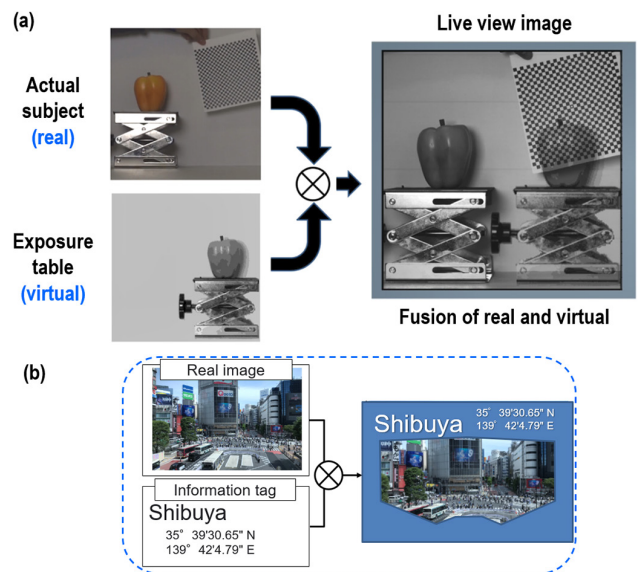 (a)
Live view image
Actual
subject
(real)
Exposure
table
(virtual)
Fusion of real and virtual
(b)
Real image
Information tag
Shibuya
35° 39'30.65" N
139° 42'4.79" E
Shibuya
35° 39'30.65" N
139° 42'4.79" E